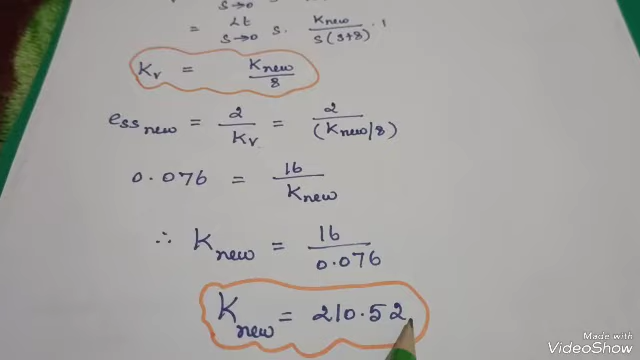 s→0
= Lt s→0 s. Knew / s(s+8) . 1
Kv = Knew / 8
essnew = 2 / Kv = 2 / (Knew/8)
0.076 = 16 / Knew
∴ Knew = 16 / 0.076
Knew = 210.52
Made with
VideoShow